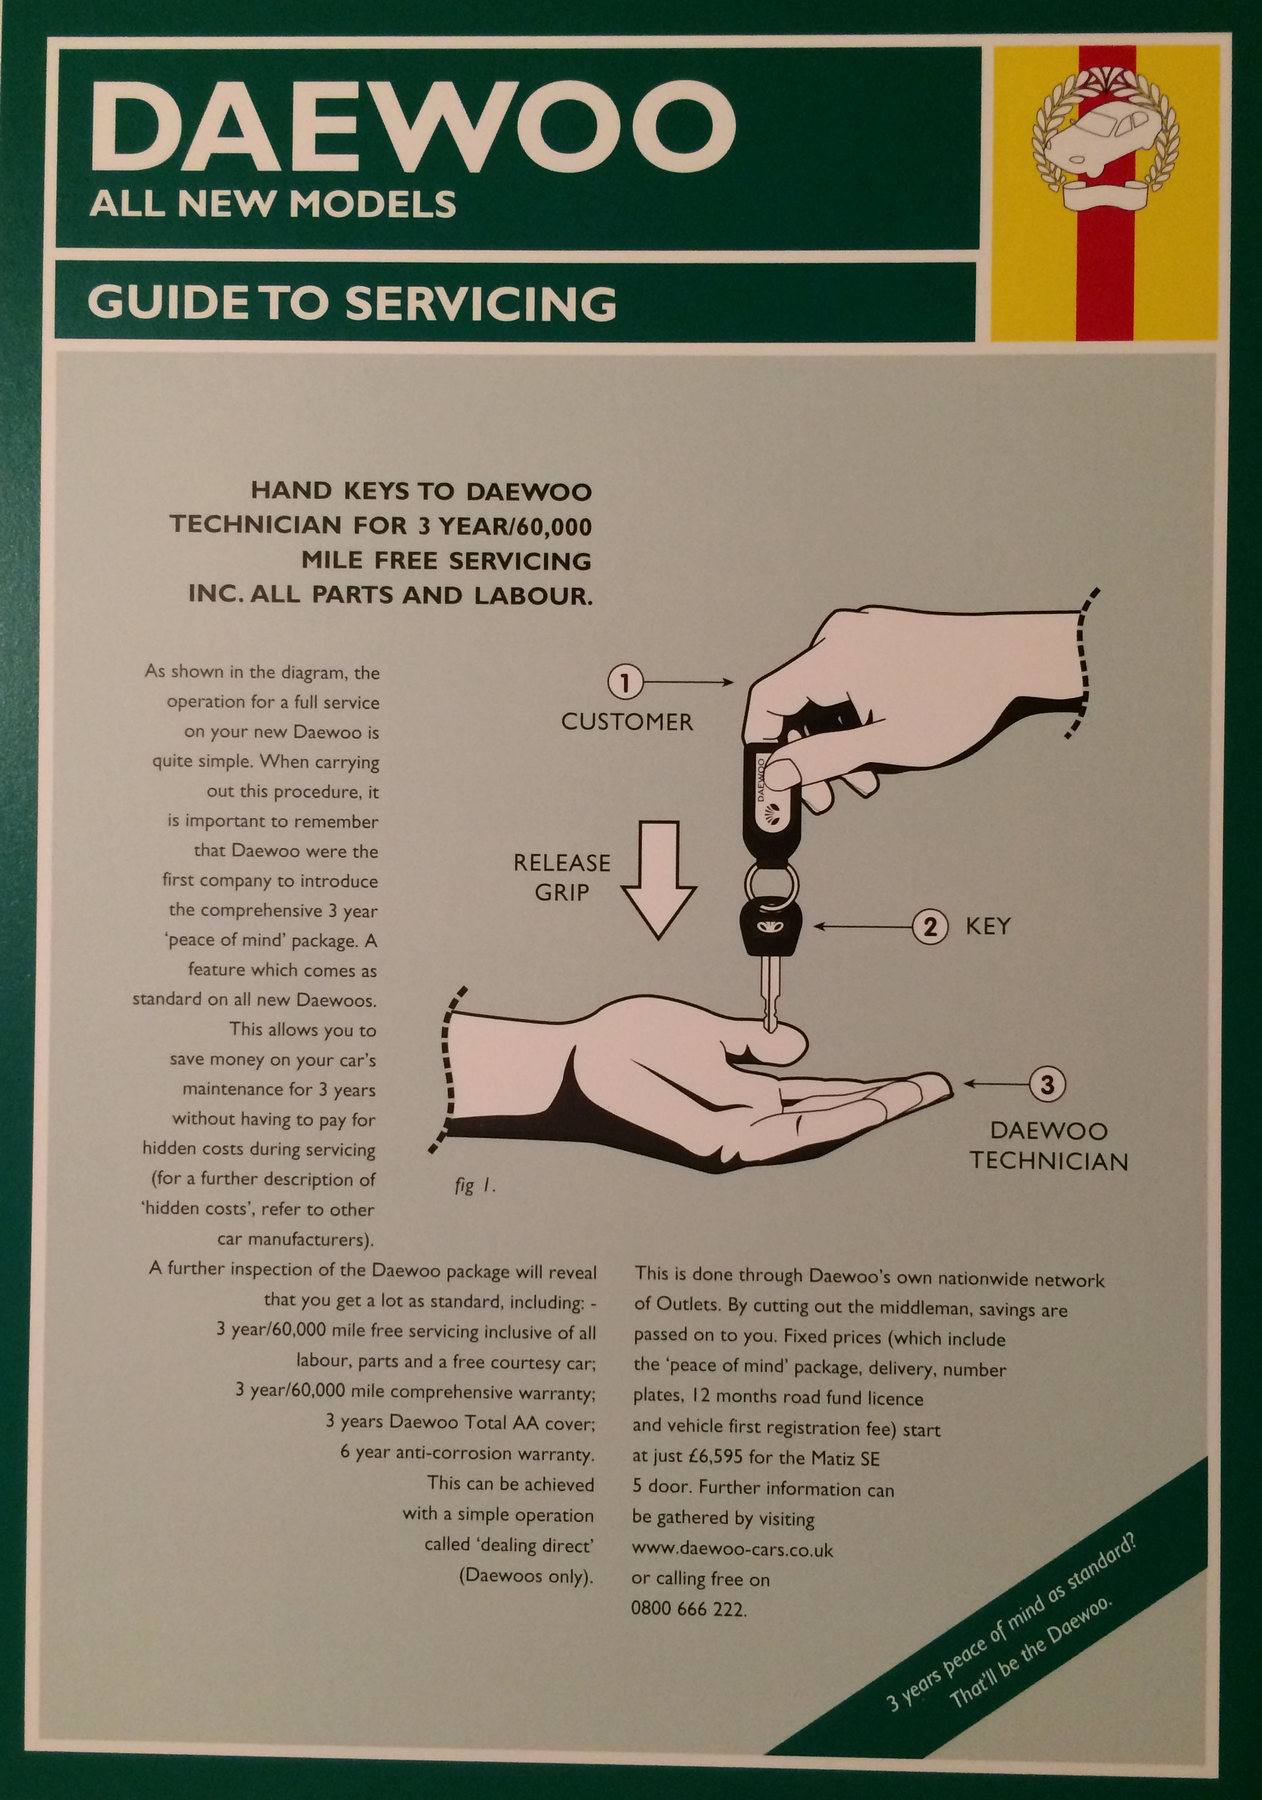 DAEWOO
ALL NEW MODELS
GUIDE TO SERVICING
HAND KEYS TO DAEWOO
TECHNICIAN FOR 3 YEAR/60,000
MILE FREE SERVICING
INC. ALL PARTS AND LABOUR.
As shown in the diagram, the
operation for a full service
on your new Daewoo is
quite simple. When carrying
out this procedure, it
is important to remember
that Daewoo were the
first company to introduce
the comprehensive 3 year
‘peace of mind’ package. A
feature which comes as
standard on all new Daewoos.
This allows you to
save money on your car’s
maintenance for 3 years
without having to pay for
hidden costs during servicing
(for a further description of
‘hidden costs’, refer to other
car manufacturers).
A further inspection of the Daewoo package will reveal
that you get a lot as standard, including: -
3 year/60,000 mile free servicing inclusive of all
labour, parts and a free courtesy car;
3 year/60,000 mile comprehensive warranty;
3 years Daewoo Total AA cover;
6 year anti-corrosion warranty.
This can be achieved
with a simple operation
called ‘dealing direct’
(Daewoos only).
1
CUSTOMER
DAEWOO
RELEASE
GRIP
2 KEY
3
DAEWOO
TECHNICIAN
fig 1.
This is done through Daewoo’s own nationwide network
of Outlets. By cutting out the middleman, savings are
passed on to you. Fixed prices (which include
the ‘peace of mind’ package, delivery, number
plates, 12 months road fund licence
and vehicle first registration fee) start
at just £6,595 for the Matiz SE
5 door. Further information can
be gathered by visiting
www.daewoo-cars.co.uk
or calling free on
0800 666 222.
3 years peace of mind as standard?
That’ll be the Daewoo.